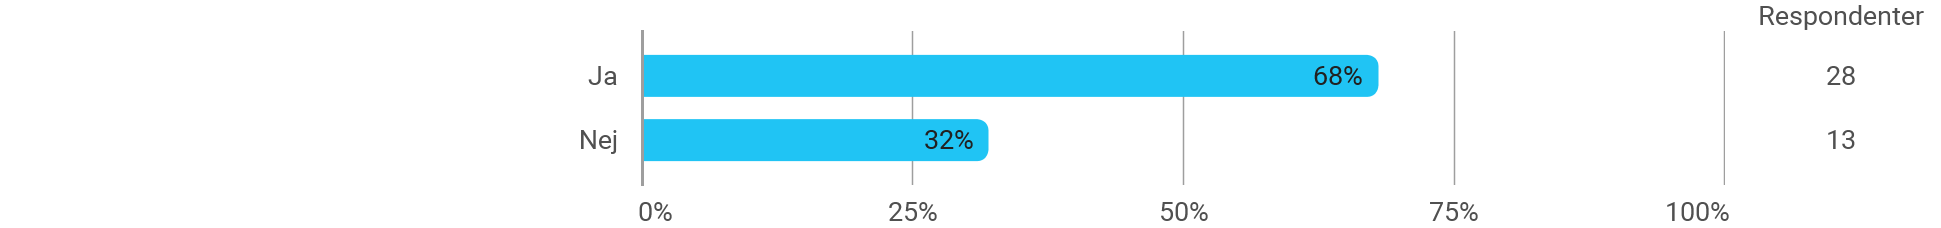 Respondenter
Ja 68% 28
Nej 32% 13
0% 25% 50% 75% 100%